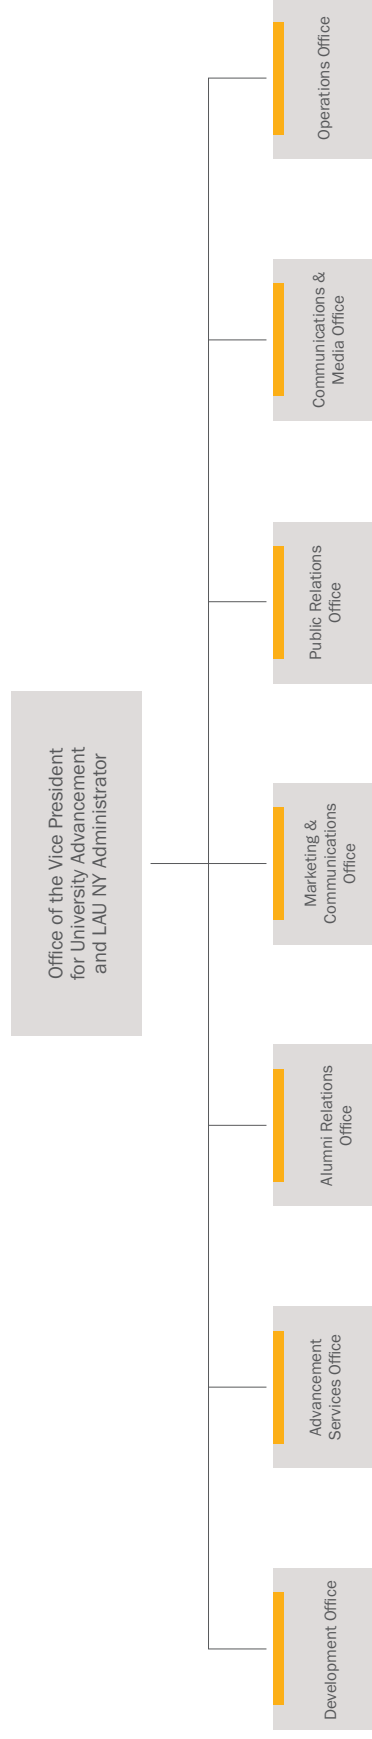 Office of the Vice President
for University Advancement
and LAU NY Administrator
Development Office
Advancement
Services Office
Alumni Relations
Office
Marketing &
Communications
Office
Public Relations
Office
Communications &
Media Office
Operations Office